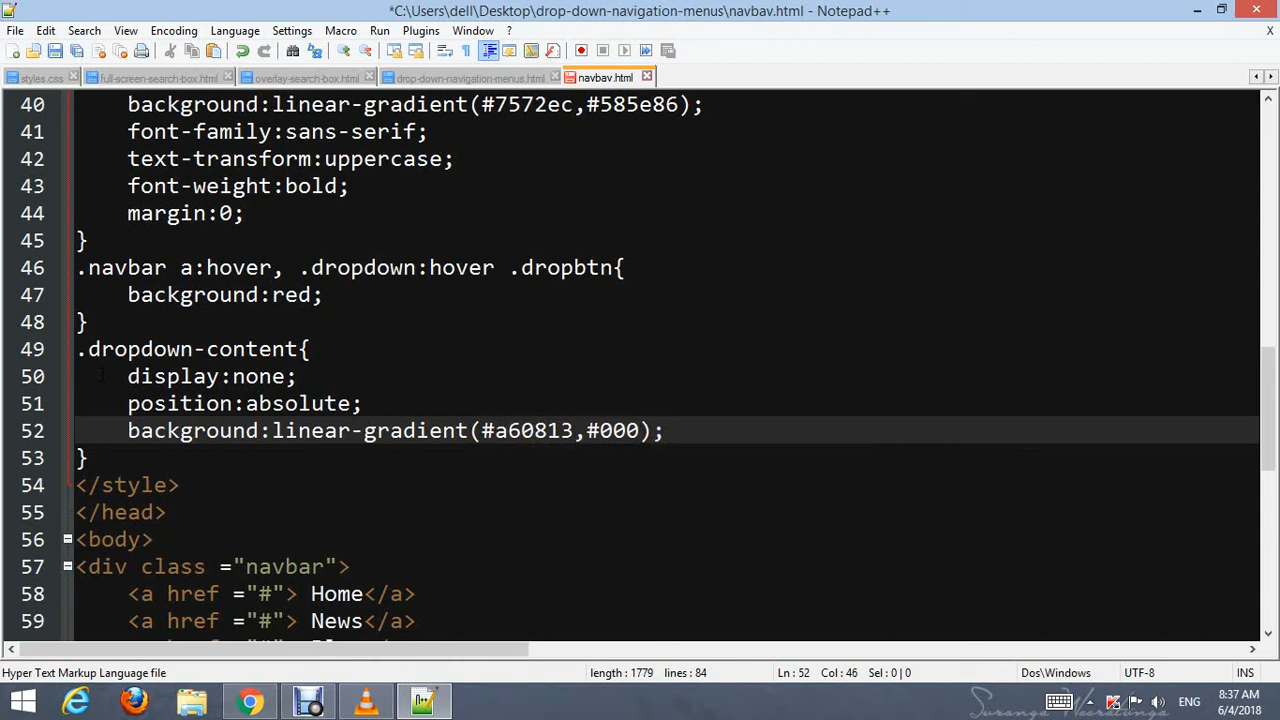 *C:\Users\dell\Desktop\drop-down-navigation-menus\navbav.html - Notepad++
File Edit Search View Encoding Language Settings Macro Run Plugins Window ? X
styles.css full-screen-search-box.html overlay-search-box.html drop-down-navigation-menus.html navbav.html
40 background:linear-gradient(#7572ec,#585e86);
41 font-family:sans-serif;
42 text-transform:uppercase;
43 font-weight:bold;
44 margin:0;
45 }
46 .navbar a:hover, .dropdown:hover .dropbtn{
47 background:red;
48 }
49 .dropdown-content{
50 display:none;
51 position:absolute;
52 background:linear-gradient(#a60813,#000);
53 }
54 </style>
55 </head>
56 <body>
57 <div class ="navbar">
58 <a href ="#"> Home</a>
59 <a href ="#"> News</a>
Hyper Text Markup Language file length : 1779 lines : 84 Ln : 52 Col : 46 Sel : 0 | 0 Dos\Windows UTF-8 INS
Suranga Weeratunga
ENG
8:37 AM
6/4/2018